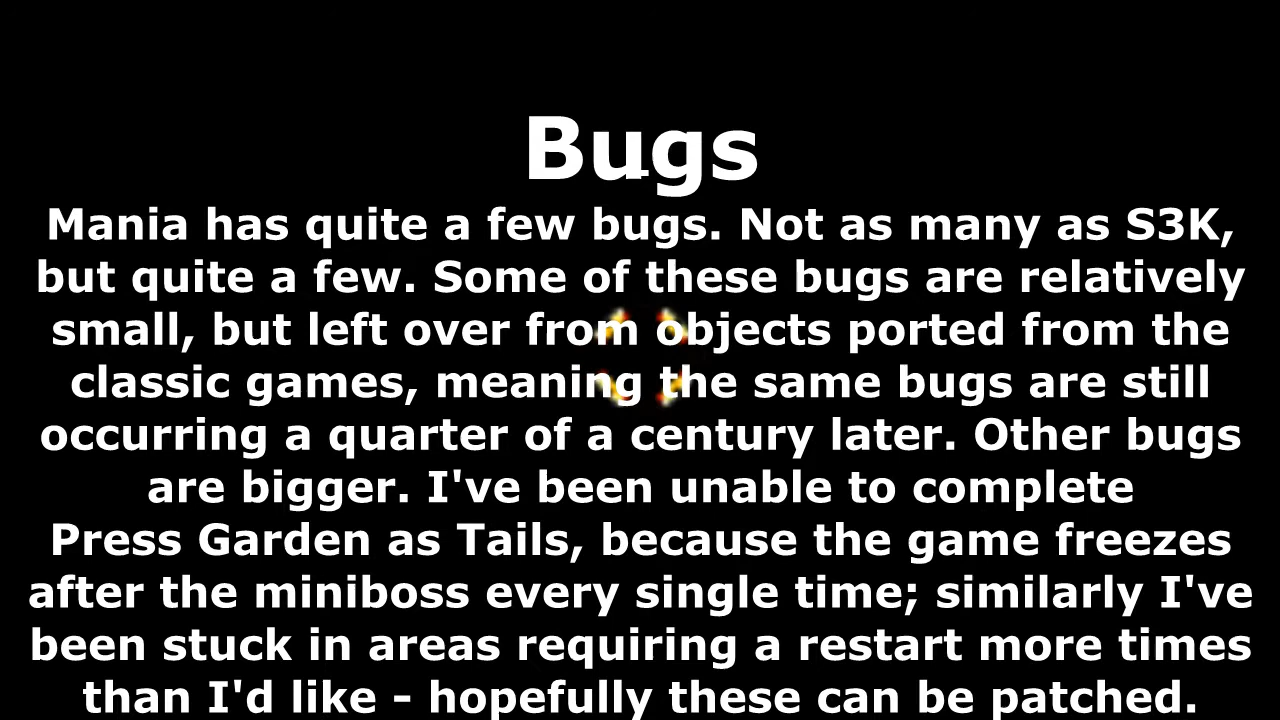 Bugs
Mania has quite a few bugs. Not as many as S3K,
but quite a few. Some of these bugs are relatively
small, but left over from objects ported from the
classic games, meaning the same bugs are still
occurring a quarter of a century later. Other bugs
are bigger. I've been unable to complete
Press Garden as Tails, because the game freezes
after the miniboss every single time; similarly I've
been stuck in areas requiring a restart more times
than I'd like - hopefully these can be patched.